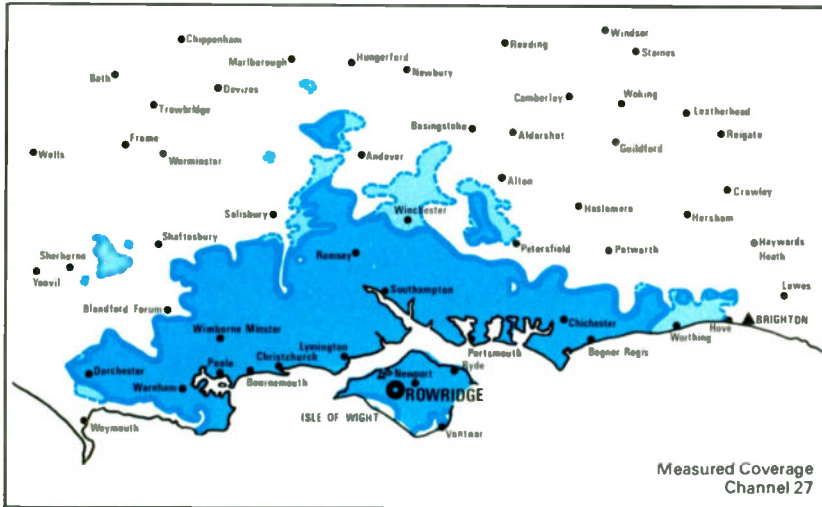 Chippenham
Windsor
Reading
Staines
Marlborough
Hungerford
Newbury
Bath
Devizes
Trowbridge
Camberley
Woking
Leatherhead
Basingstoke
Aldershot
Reigate
Frome
Guildford
Wells
Warminster
Andover
Alton
Crawley
Haslemere
Salisbury
Winchester
Horsham
Shaftesbury
Petersfield
Petworth
Haywards
Heath
Sherborne
Yeovil
Romsey
Southampton
Lewes
Blandford Forum
Chichester
Hove
BRIGHTON
Wimborne Minster
Worthing
Bognor Regis
Lymington
Portsmouth
Christchurch
Poole
Bournemouth
Ryde
Newport
Dorchester
Wareham
ROWRIDGE
ISLE OF WIGHT
Weymouth
Ventnor
Measured Coverage
Channel 27